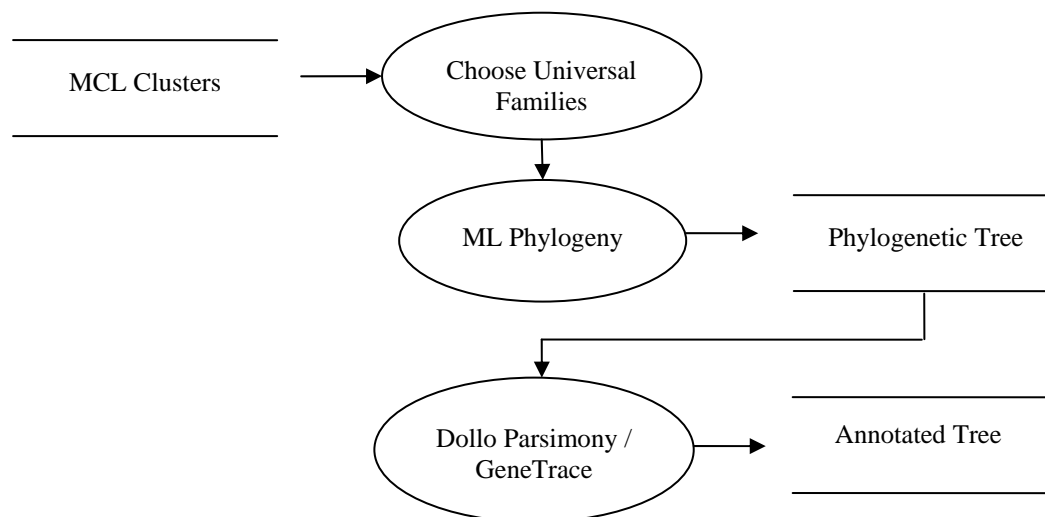 MCL Clusters
Choose Universal
Families
ML Phylogeny
Phylogenetic Tree
Dollo Parsimony /
GeneTrace
Annotated Tree